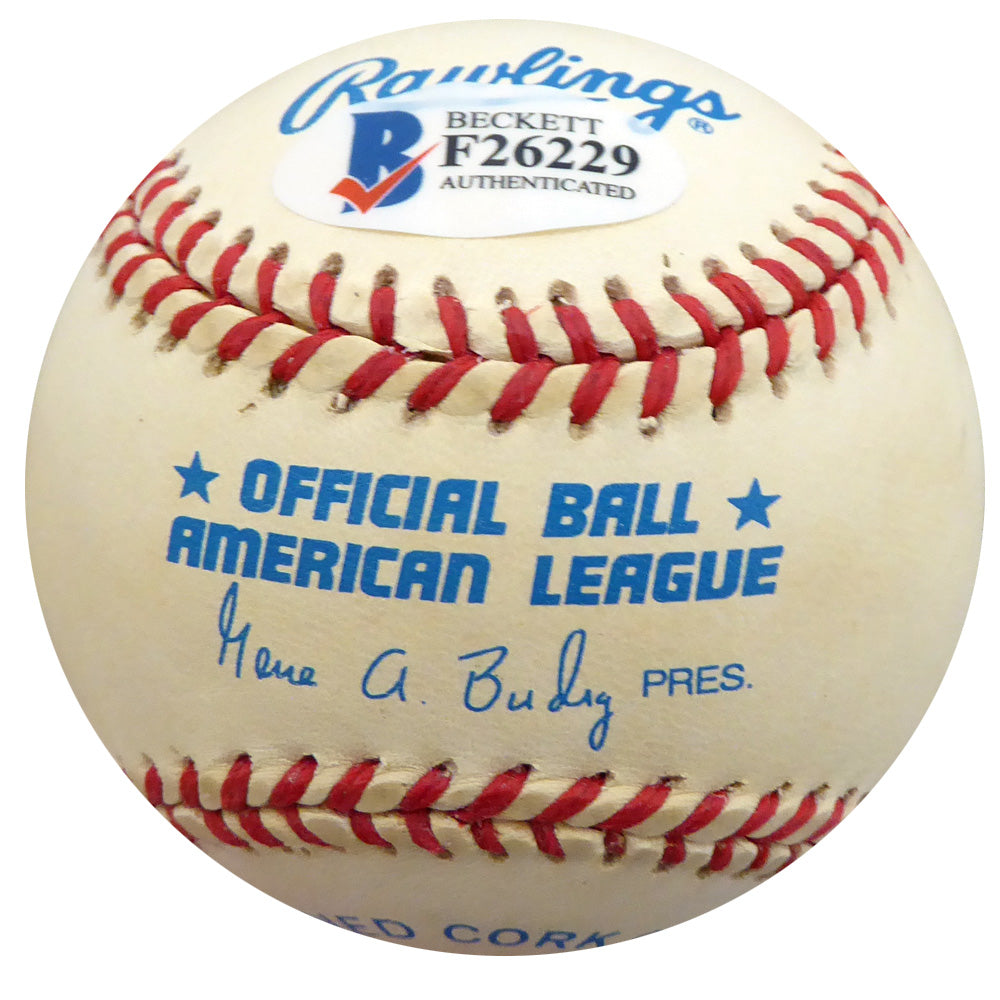 Rawlings ®
BECKETT
F26229
AUTHENTICATED
★ OFFICIAL BALL ★
AMERICAN LEAGUE
Gene A. Budig PRES.
CORK